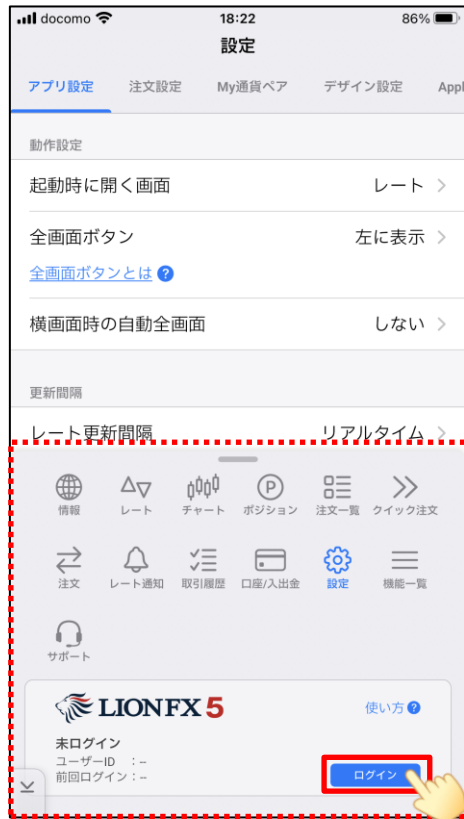 docomo 18:22 86%
設定
アプリ設定 注文設定 My通貨ペア デザイン設定 Appl
動作設定
起動時に開く画面 レート
全画面ボタン 左に表示
全画面ボタンとは ?
横画面時の自動全画面 しない
更新間隔
レート更新間隔 リアルタイム
情報 レート チャート ポジション 注文一覧 クイック注文
注文 レート通知 取引履歴 口座/入出金 設定 機能一覧
サポート
LION FX 5 使い方 ?
未ログイン
ユーザーID : --
前回ログイン : --
ログイン